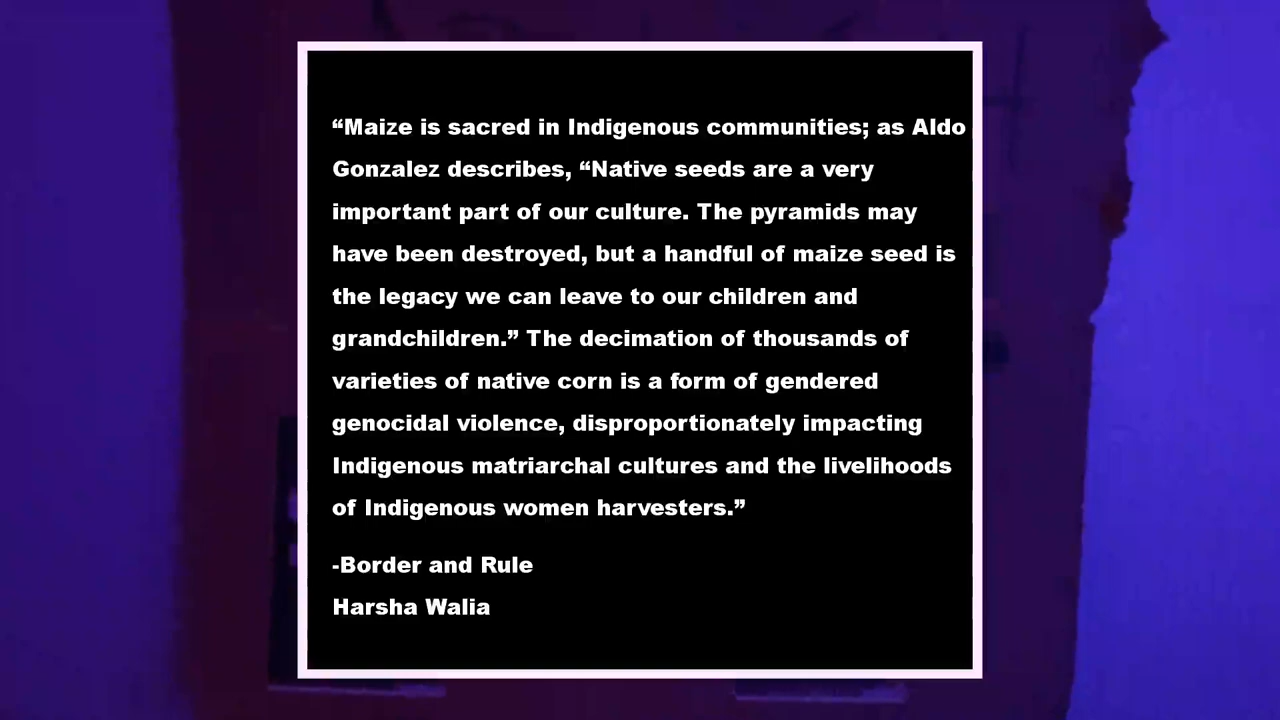 “Maize is sacred in Indigenous communities; as Aldo
Gonzalez describes, “Native seeds are a very
important part of our culture. The pyramids may
have been destroyed, but a handful of maize seed is
the legacy we can leave to our children and
grandchildren.” The decimation of thousands of
varieties of native corn is a form of gendered
genocidal violence, disproportionately impacting
Indigenous matriarchal cultures and the livelihoods
of Indigenous women harvesters.”
-Border and Rule
Harsha Walia